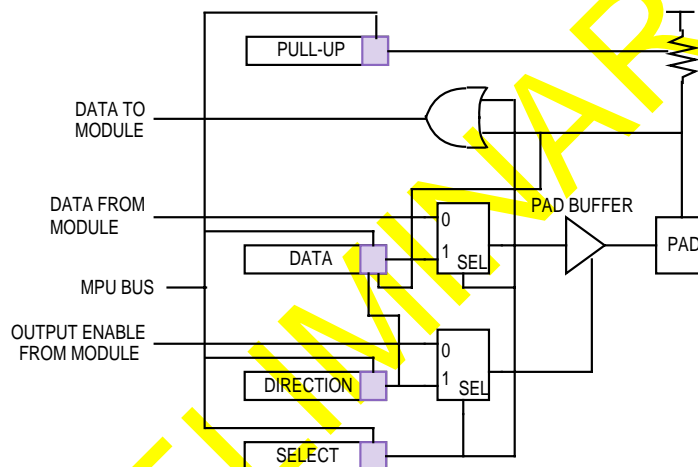 PULL-UP
DATA TO
MODULE
DATA FROM
MODULE
PAD BUFFER
0
1
SEL
DATA
PAD
MPU BUS
OUTPUT ENABLE
FROM MODULE
0
1
SEL
DIRECTION
SELECT
LIMINAR